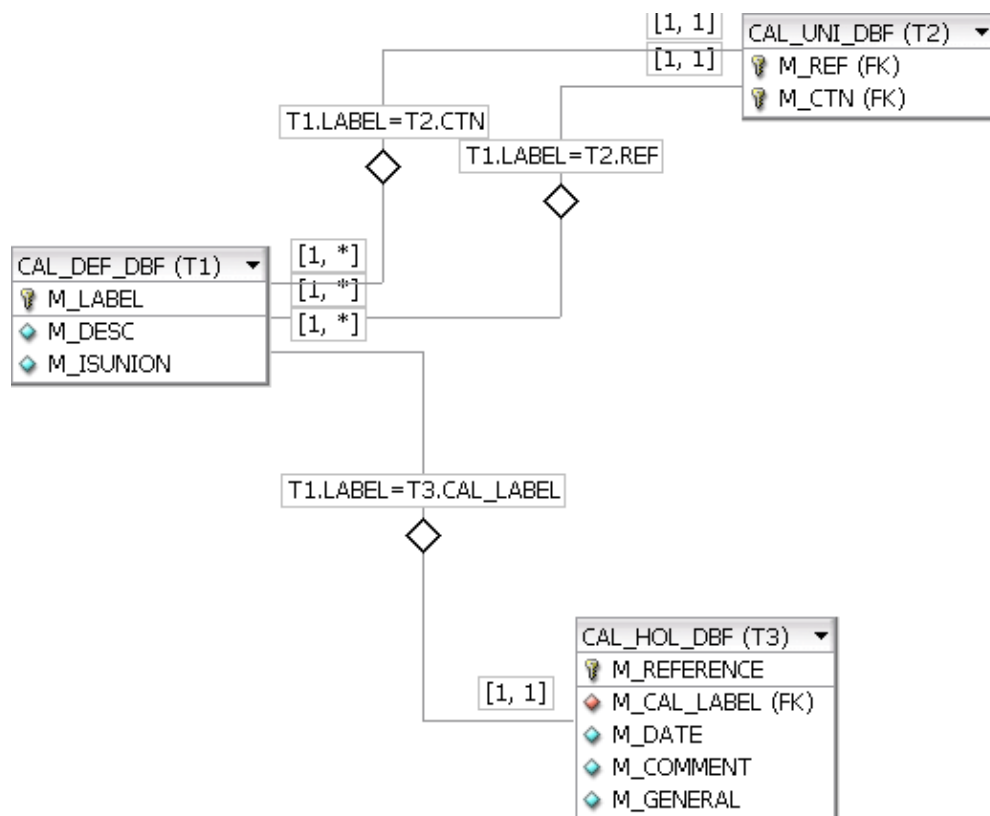 [1, 1]
CAL_UNI_DBF (T2)
[1, 1]
M_REF (FK)
M_CTN (FK)
T1.LABEL=T2.CTN
T1.LABEL=T2.REF
CAL_DEF_DBF (T1)
M_LABEL
M_DESC
M_ISUNION
[1, *]
[1, *]
[1, *]
T1.LABEL=T3.CAL_LABEL
[1, 1]
CAL_HOL_DBF (T3)
M_REFERENCE
M_CAL_LABEL (FK)
M_DATE
M_COMMENT
M_GENERAL